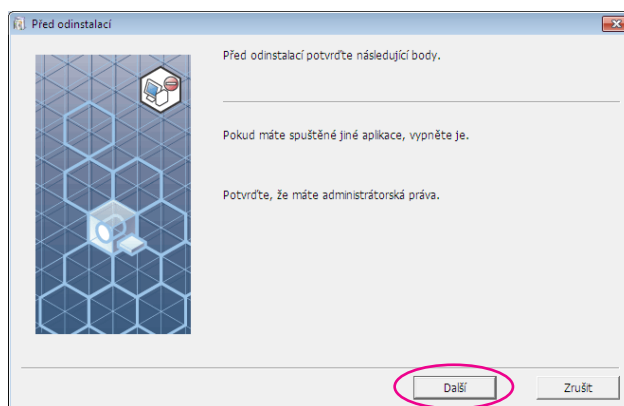 Před odinstalací
Před odinstalací potvrďte následující body.
Pokud máte spuštěné jiné aplikace, vypněte je.
Potvrďte, že máte administrátorská práva.
Další
Zrušit